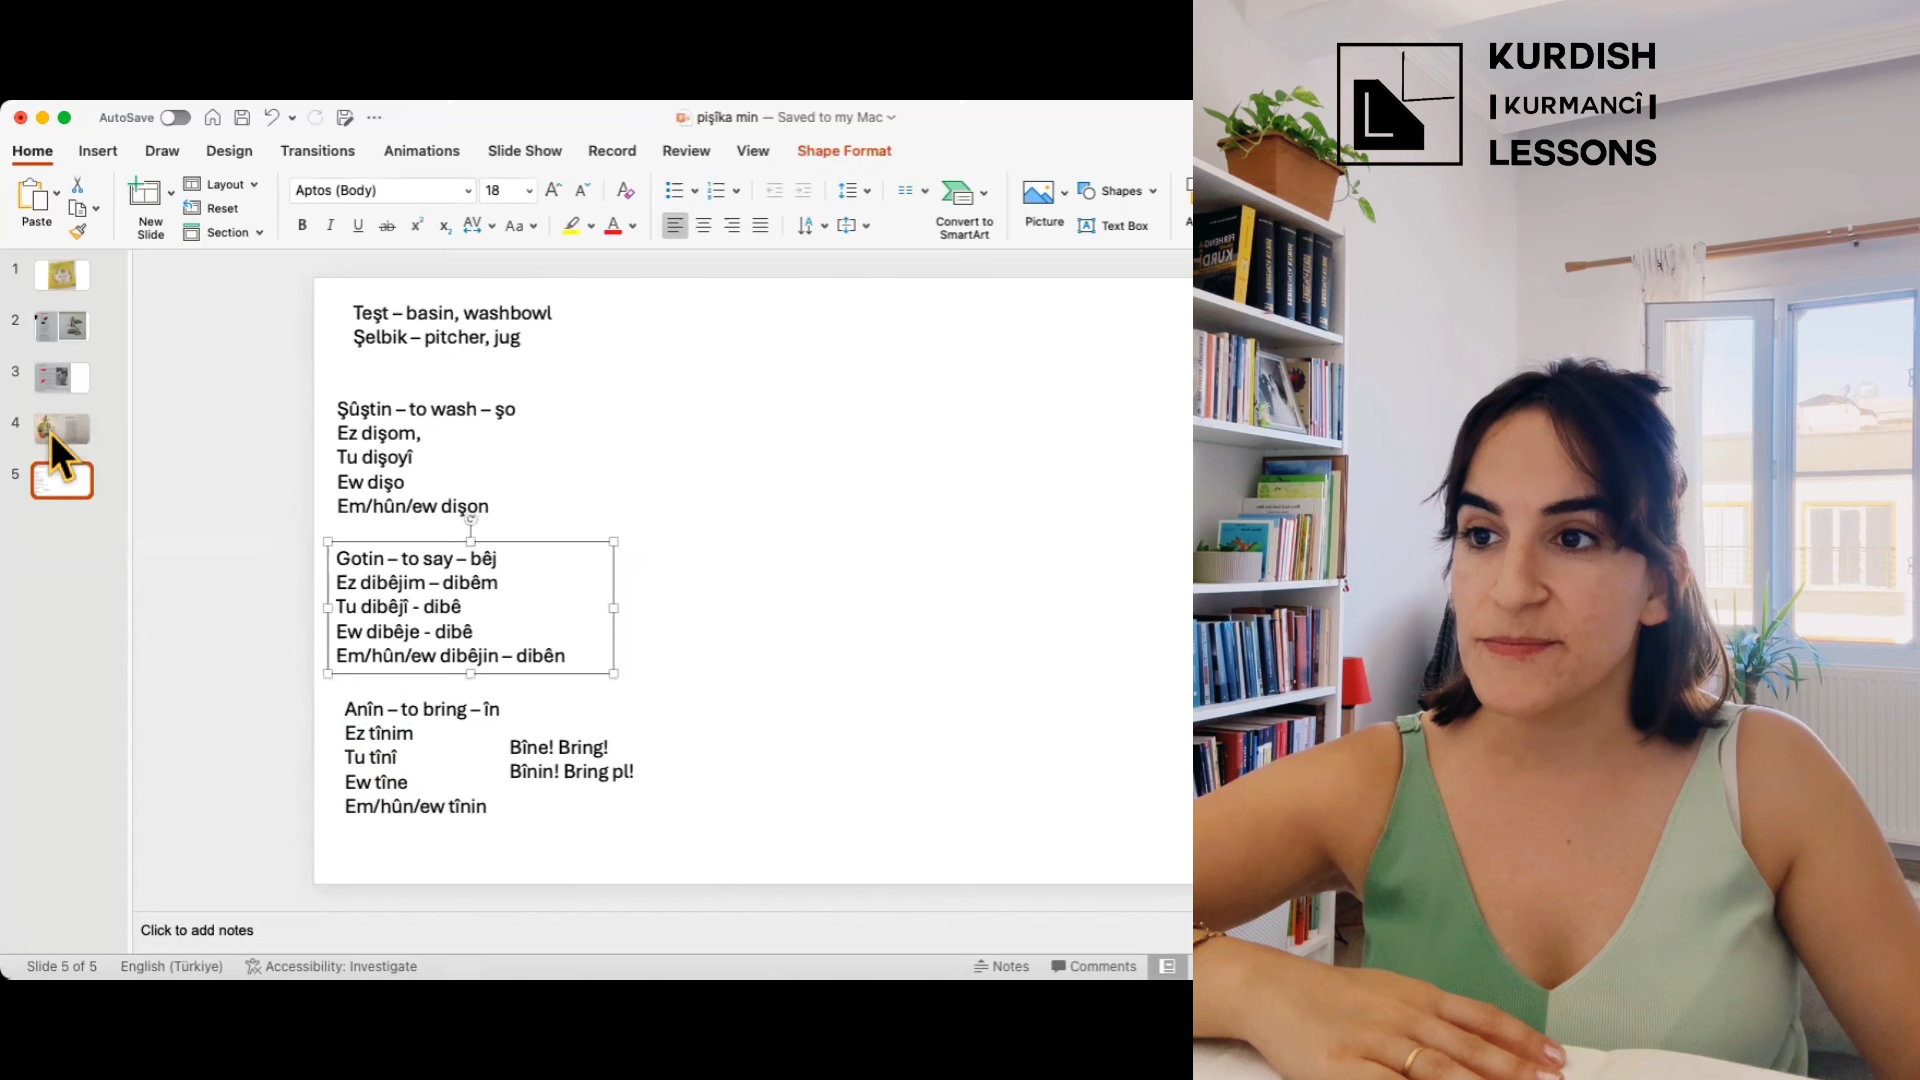 AutoSave
pişîka min — Saved to my Mac
Home Insert Draw Design Transitions Animations Slide Show Record Review View Shape Format
Paste
New
Slide
Layout
Reset
Section
Aptos (Body) 18
Convert to
SmartArt
Picture
Shapes
Text Box
1
2
3
4
5
Teşt – basin, washbowl
Şelbik – pitcher, jug
Şûştin – to wash – şo
Ez dişom,
Tu dişoyî
Ew dişo
Em/hûn/ew dişon
Gotin – to say – bêj
Ez dibêjim – dibêm
Tu dibêjî - dibê
Ew dibêje - dibê
Em/hûn/ew dibêjin – dibên
Anîn – to bring – în
Ez tînim
Tu tînî
Ew tîne
Em/hûn/ew tînin
Bîne! Bring!
Bînin! Bring pl!
Click to add notes
Slide 5 of 5 English (Türkiye) Accessibility: Investigate Notes Comments
KURDISH
| KURMANCÎ |
LESSONS